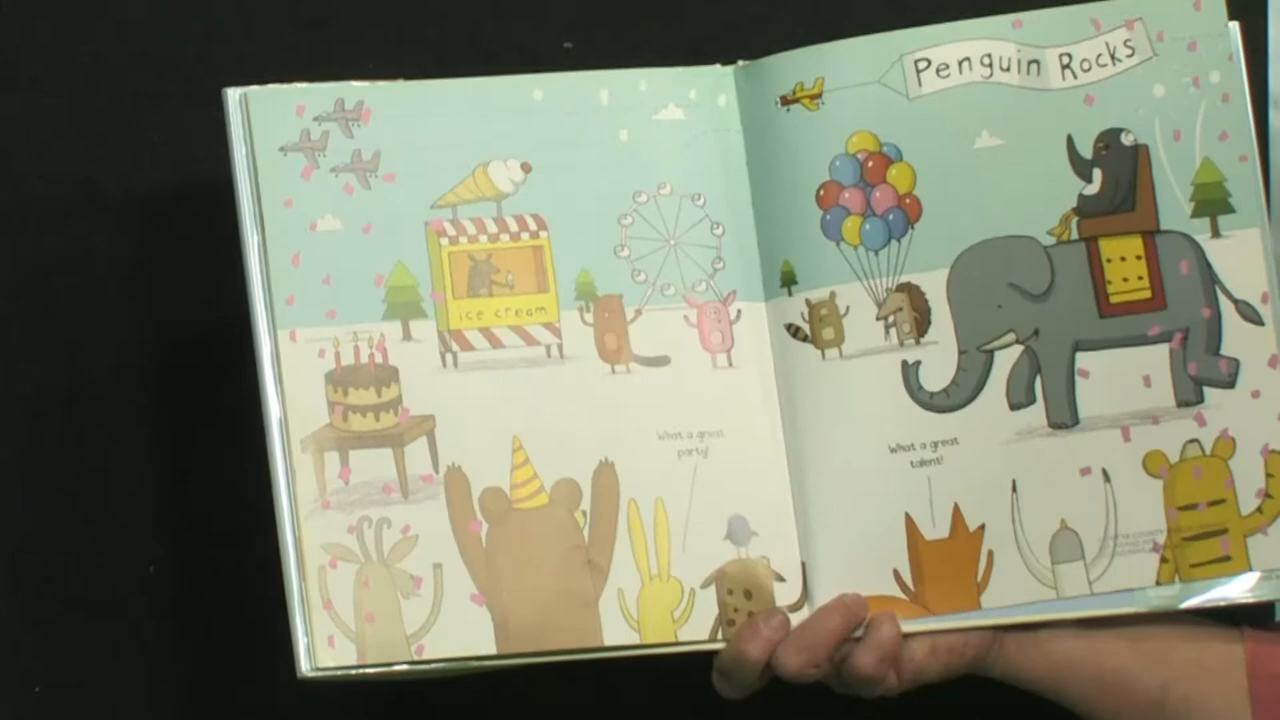 Penguin Rocks
ice cream
What a great
party!
What a great
talent!